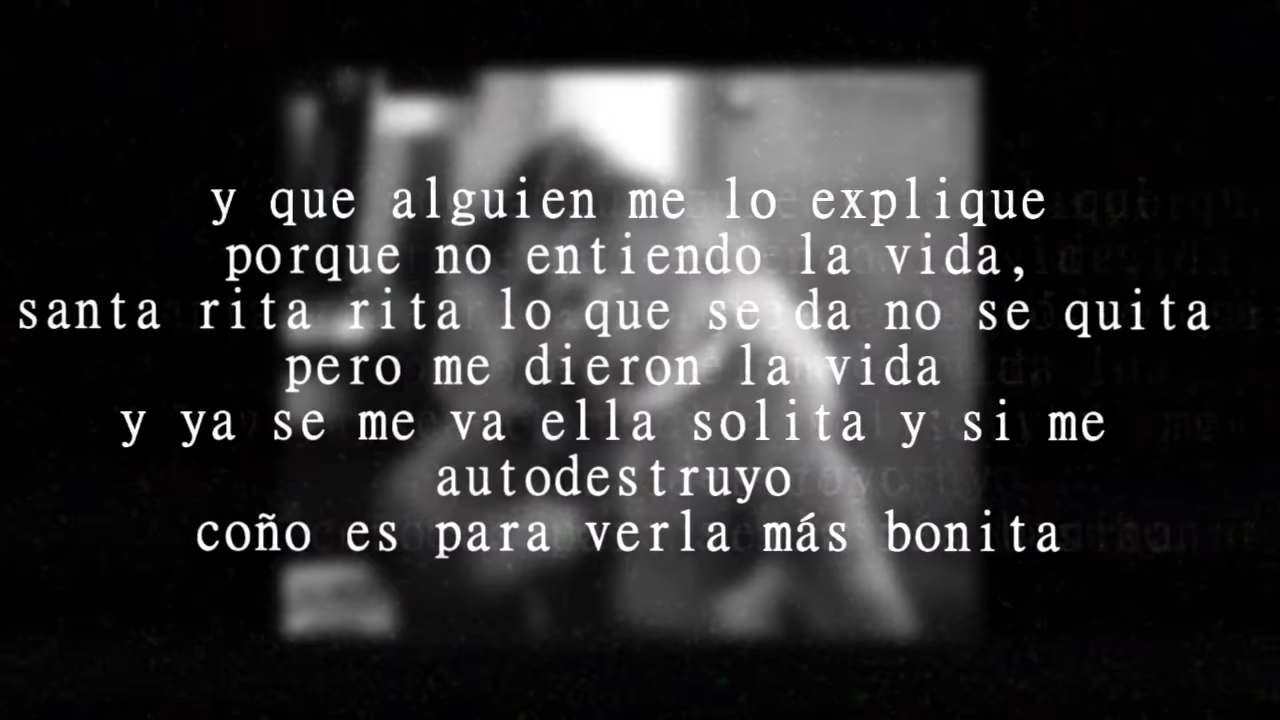 y que alguien me lo explique
porque no entiendo la vida,
santa rita rita lo que se da no se quita
pero me dieron la vida
y ya se me va ella solita y si me
autodestruyo
coño es para verla más bonita